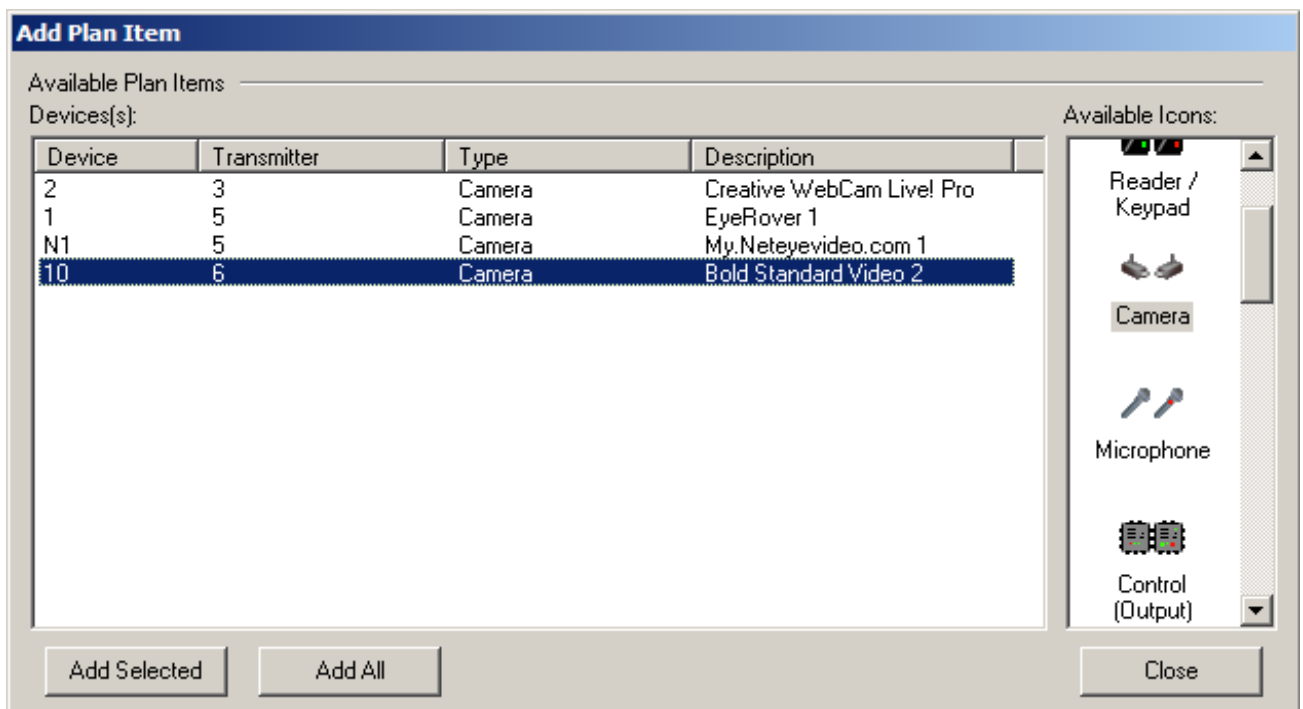 Add Plan Item
Available Plan Items
Devices(s):
Available Icons:
Device Transmitter Type Description
2 3 Camera Creative WebCam Live! Pro
1 5 Camera EyeRover 1
N1 5 Camera My.Neteyevideo.com 1
10 6 Camera Bold Standard Video 2
Reader /
Keypad
Camera
Microphone
Control
(Output)
Add Selected Add All Close